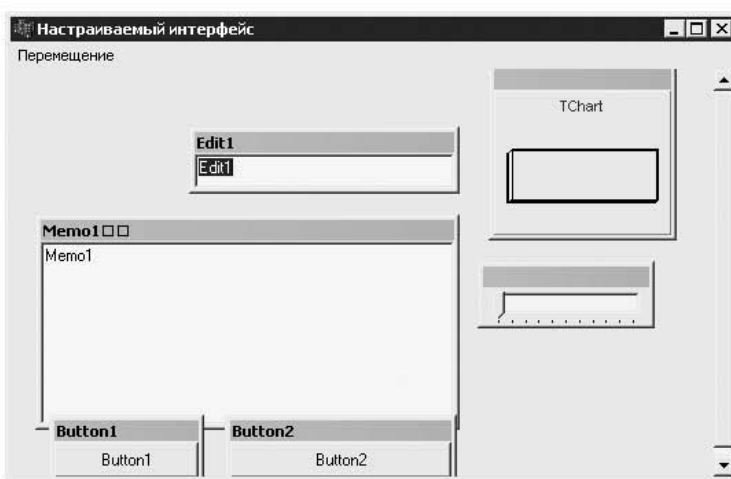 Настраиваемый интерфейс
Перемещение
TChart
Edit1
Edit1
Memo1□□
Memo1
Button1
Button2
Button1
Button2